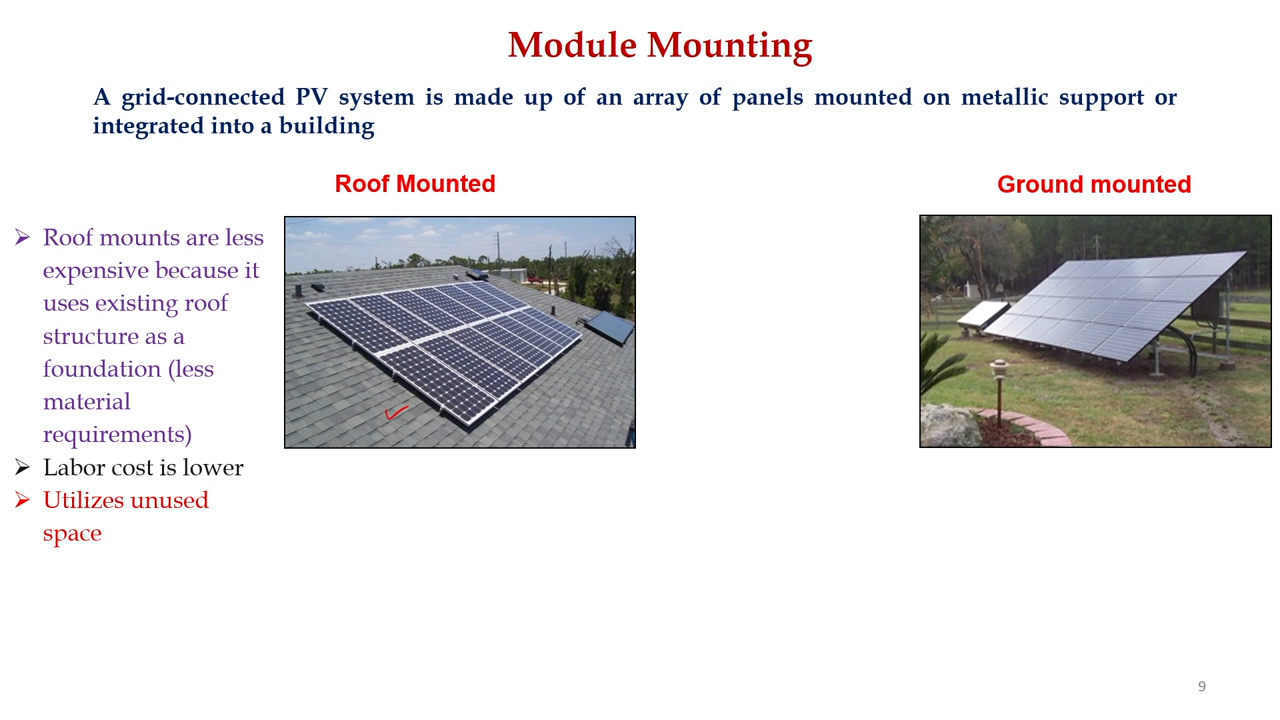 Module Mounting
A grid-connected PV system is made up of an array of panels mounted on metallic support or
integrated into a building
Roof Mounted
Ground mounted
➢ Roof mounts are less
expensive because it
uses existing roof
structure as a
foundation (less
material
requirements)
➢ Labor cost is lower
➢ Utilizes unused
space
9